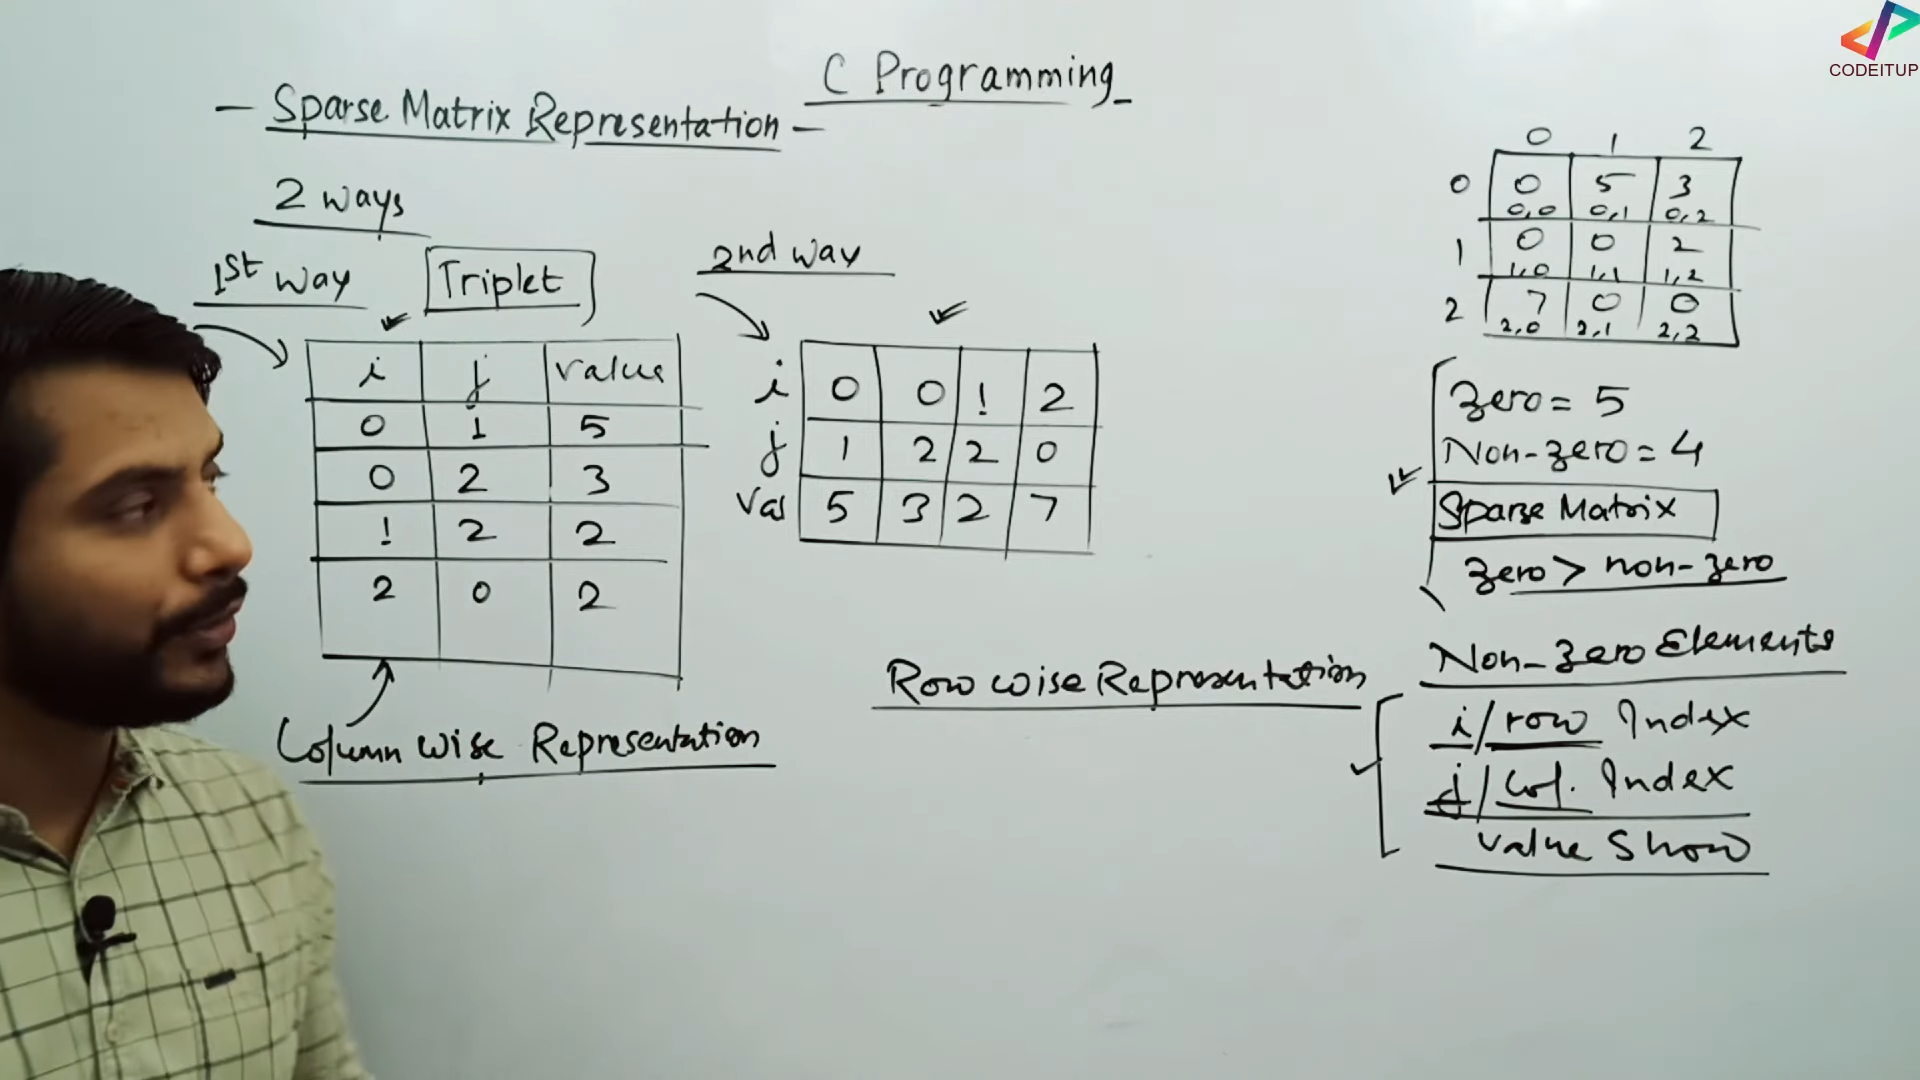 C Programming
- Sparse Matrix Representation -
2 ways
1st way
Triplet
i j value
0 1 5
0 2 3
1 2 2
2 0 2
Column wise Representation
2nd way
i 0 0 1 2
j 1 2 2 0
Val 5 3 2 7
Row wise Representation
CODEITUP
0 1 2
0 0 5 3
0,0 0,1 0,2
1 0 0 2
1,0 1,1 1,2
2 7 0 0
2,0 2,1 2,2
Zero = 5
Non-zero = 4
Sparse Matrix
Zero > non-zero
Non-Zero Elements
i/row Index
j/Col. Index
Value Show